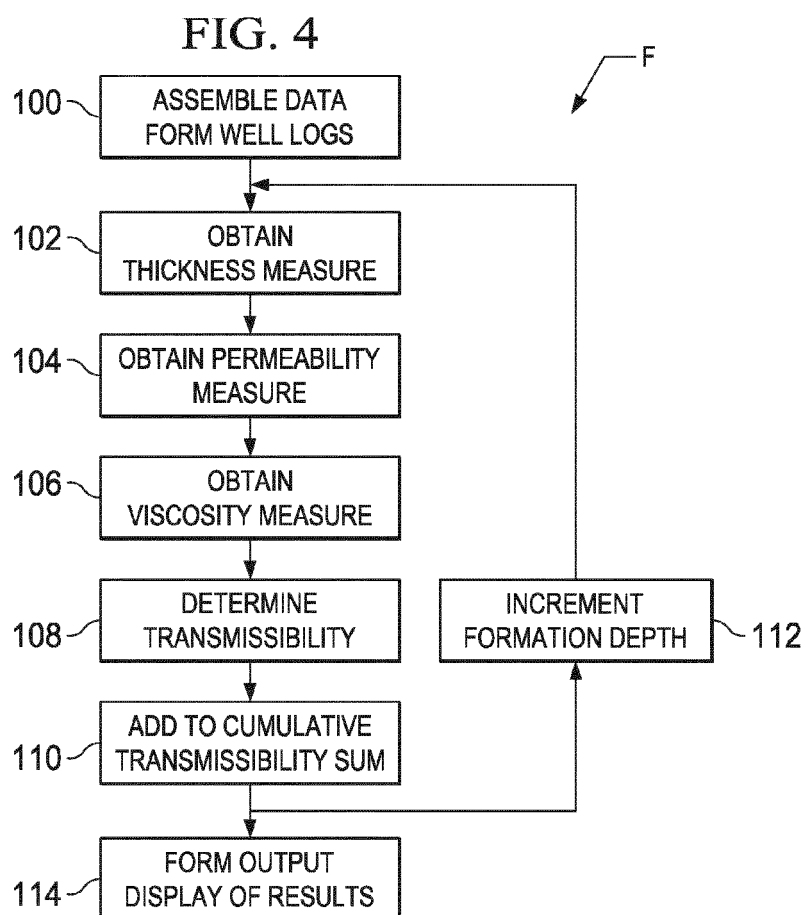 FIG. 4
F
100
ASSEMBLE DATA
FORM WELL LOGS
102
OBTAIN
THICKNESS MEASURE
104
OBTAIN PERMEABILITY
MEASURE
106
OBTAIN
VISCOSITY MEASURE
108
DETERMINE
TRANSMISSIBILITY
INCREMENT
FORMATION DEPTH
112
110
ADD TO CUMULATIVE
TRANSMISSIBILITY SUM
114
FORM OUTPUT
DISPLAY OF RESULTS